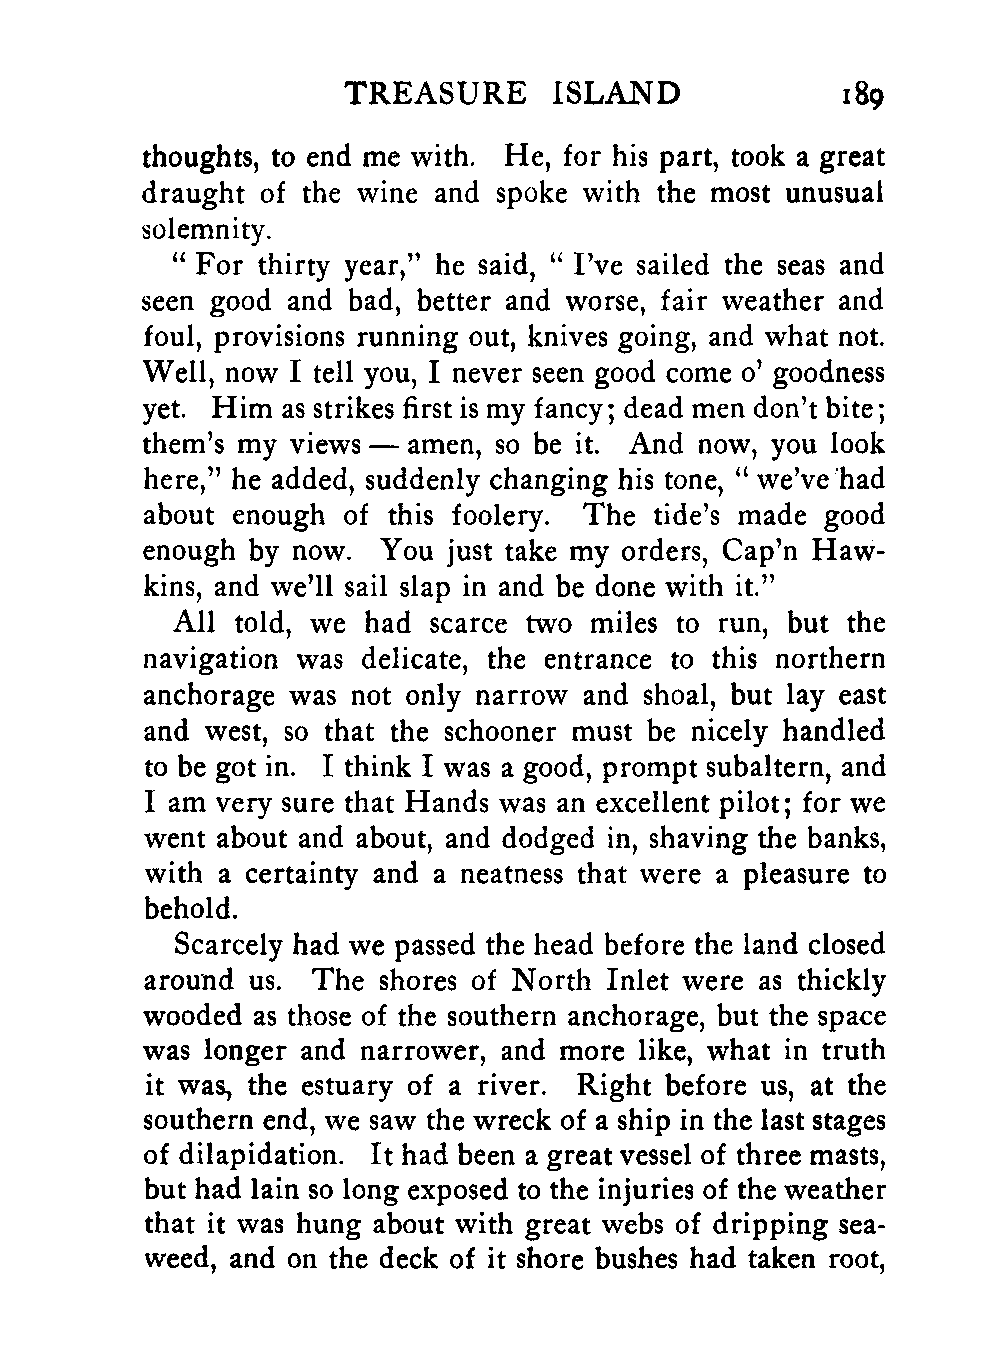 TREASURE ISLAND 189
thoughts, to end me with. He, for his part, took a great
draught of the wine and spoke with the most unusual
solemnity.
“ For thirty year,” he said, “ I’ve sailed the seas and
seen good and bad, better and worse, fair weather and
foul, provisions running out, knives going, and what not.
Well, now I tell you, I never seen good come o’ goodness
yet. Him as strikes first is my fancy; dead men don’t bite;
them’s my views — amen, so be it. And now, you look
here,” he added, suddenly changing his tone, “ we’ve had
about enough of this foolery. The tide’s made good
enough by now. You just take my orders, Cap’n Haw-
kins, and we’ll sail slap in and be done with it.”
All told, we had scarce two miles to run, but the
navigation was delicate, the entrance to this northern
anchorage was not only narrow and shoal, but lay east
and west, so that the schooner must be nicely handled
to be got in. I think I was a good, prompt subaltern, and
I am very sure that Hands was an excellent pilot; for we
went about and about, and dodged in, shaving the banks,
with a certainty and a neatness that were a pleasure to
behold.
Scarcely had we passed the head before the land closed
around us. The shores of North Inlet were as thickly
wooded as those of the southern anchorage, but the space
was longer and narrower, and more like, what in truth
it was, the estuary of a river. Right before us, at the
southern end, we saw the wreck of a ship in the last stages
of dilapidation. It had been a great vessel of three masts,
but had lain so long exposed to the injuries of the weather
that it was hung about with great webs of dripping sea-
weed, and on the deck of it shore bushes had taken root,